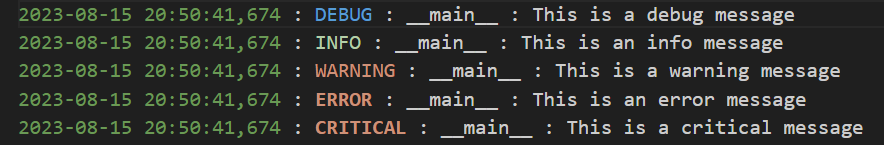 2023-08-15 20:50:41,674 : DEBUG : __main__ : This is a debug message
2023-08-15 20:50:41,674 : INFO : __main__ : This is an info message
2023-08-15 20:50:41,674 : WARNING : __main__ : This is a warning message
2023-08-15 20:50:41,674 : ERROR : __main__ : This is an error message
2023-08-15 20:50:41,674 : CRITICAL : __main__ : This is a critical message